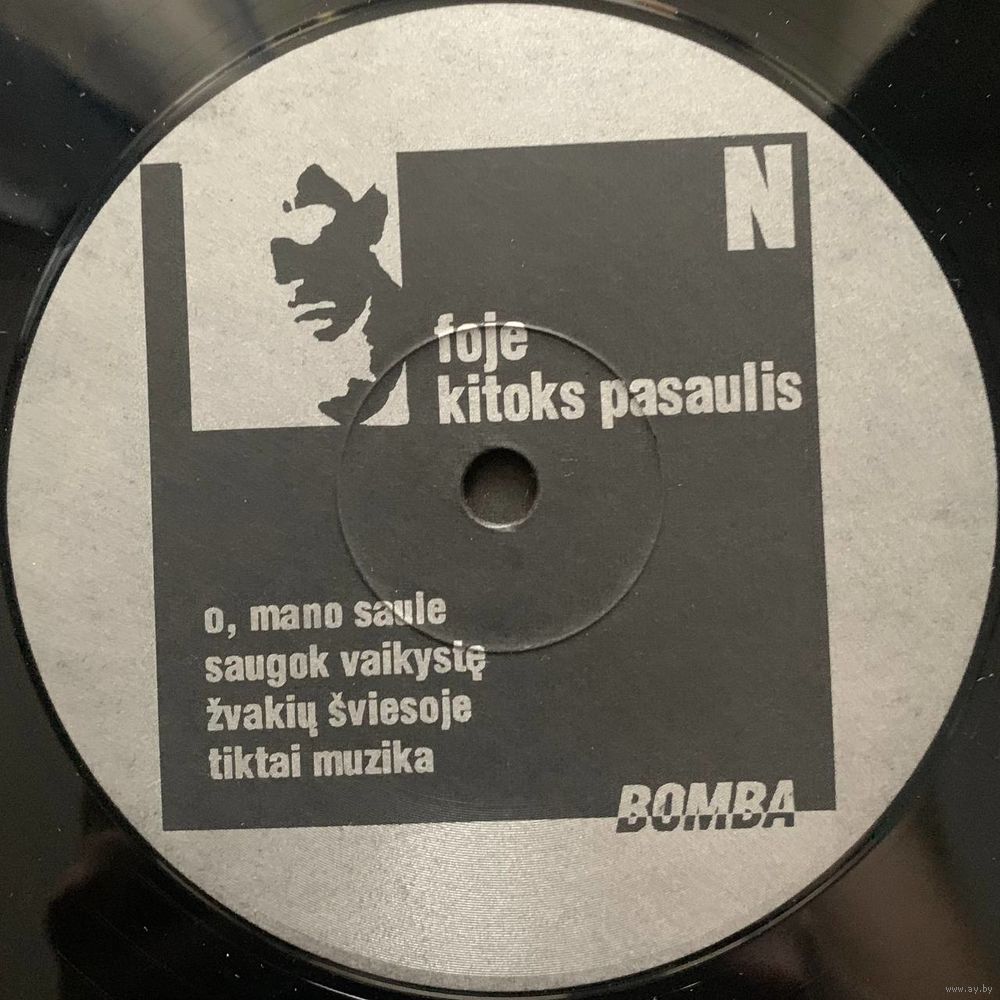 N
foje
kitoks pasaulis
o, mano saule
saugok vaikystę
žvakių šviesoje
tiktai muzika
BOMBA
www.ay.by